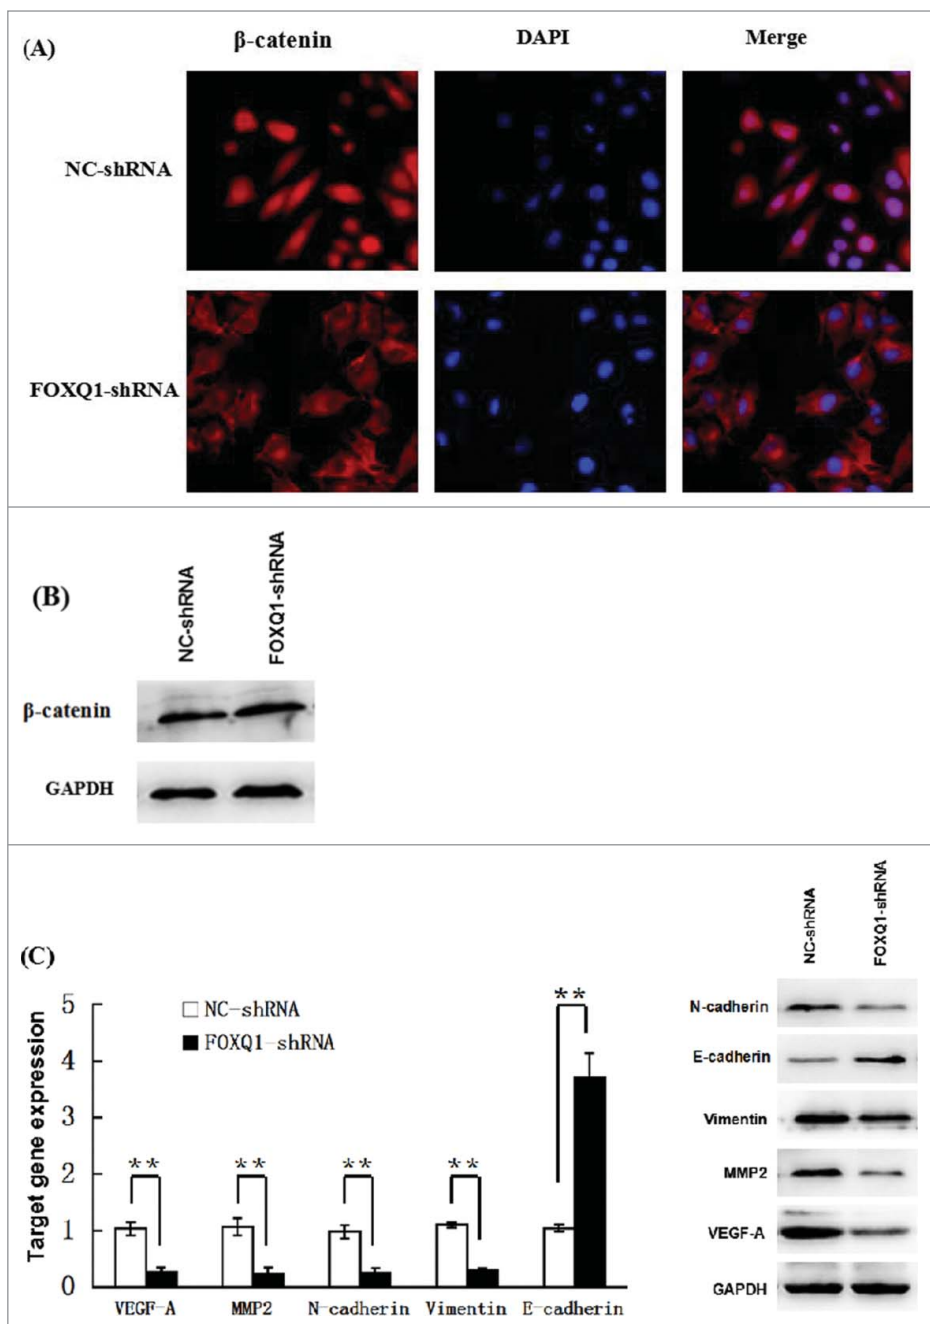 (A)
β-catenin DAPI Merge
NC-shRNA
FOXQ1-shRNA
(B)
NC-shRNA
FOXQ1-shRNA
β-catenin
GAPDH
(C)
Target gene expression
5
4
3
2
1
0
NC-shRNA
FOXQ1-shRNA
** ** ** ** **
VEGF-A MMP2 N-cadherin Vimentin E-cadherin
NC-shRNA
FOXQ1-shRNA
N-cadherin
E-cadherin
Vimentin
MMP2
VEGF-A
GAPDH